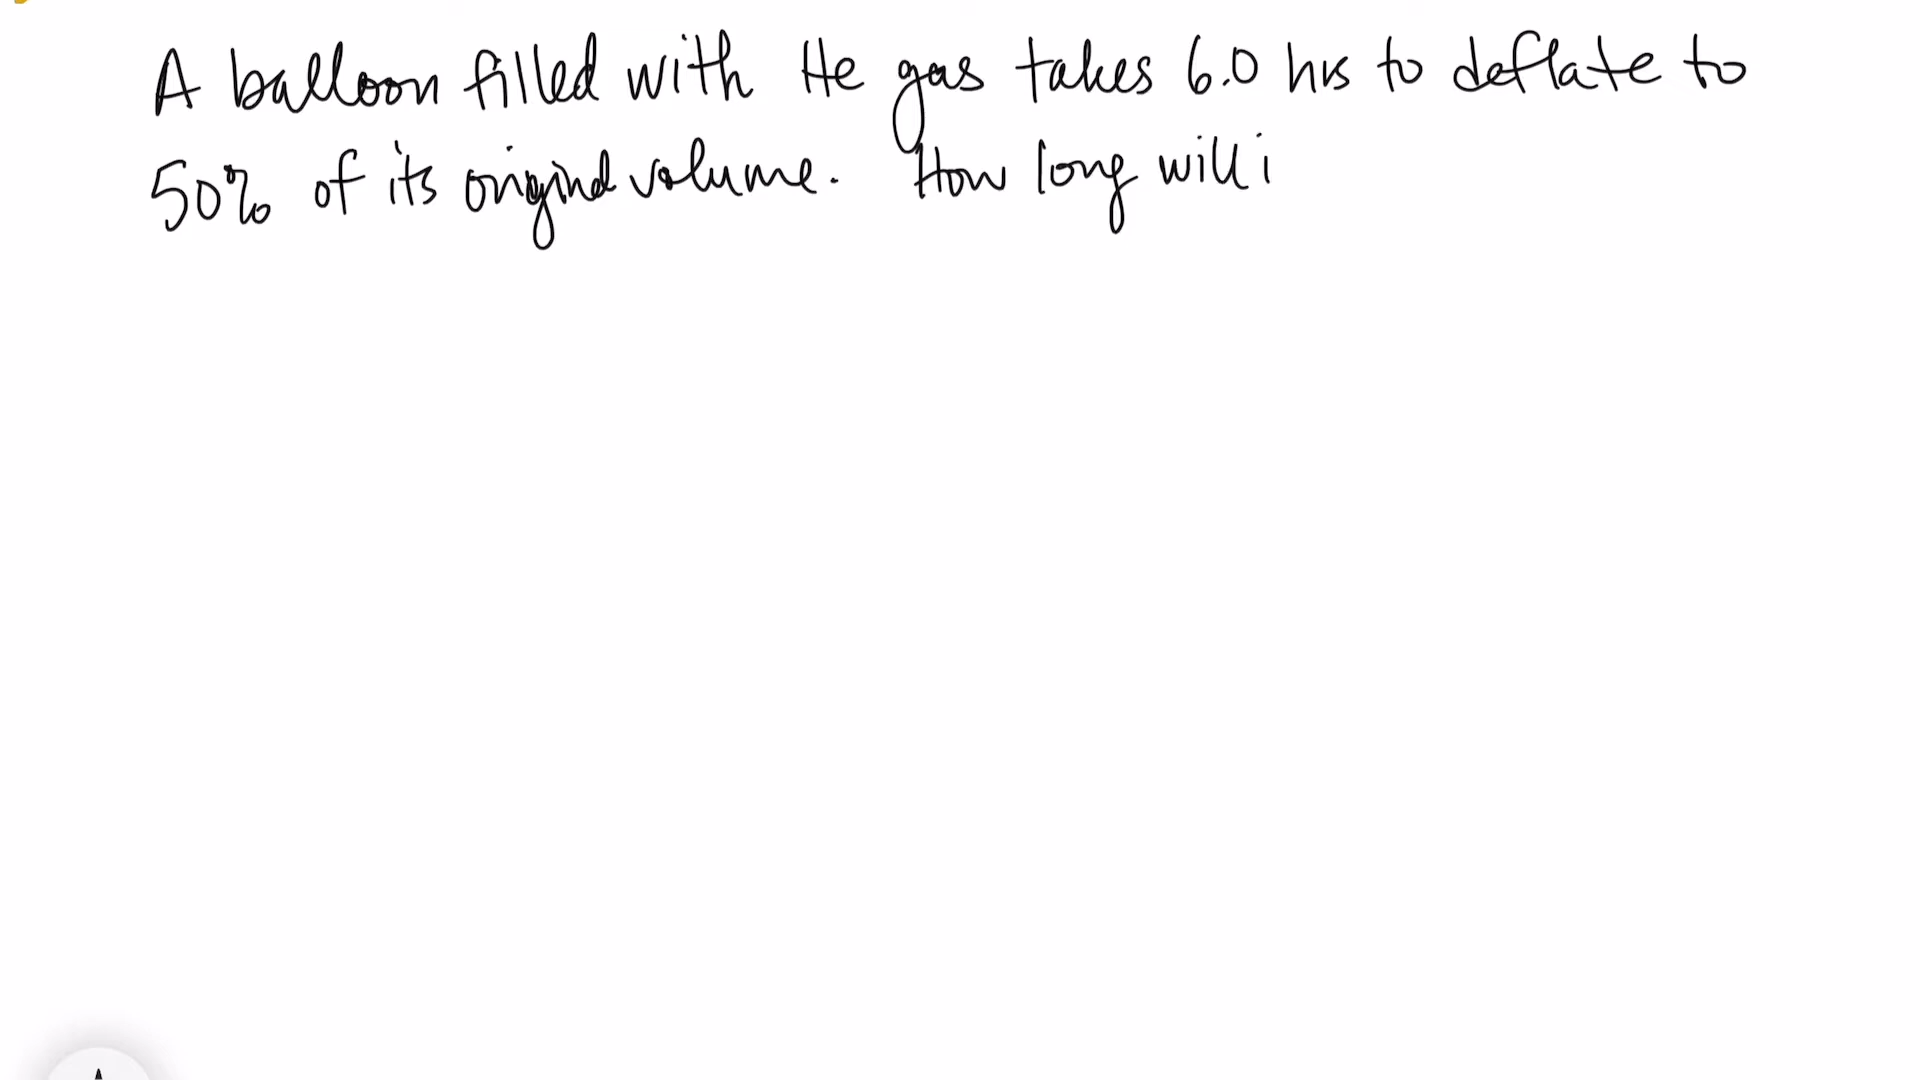 A balloon filled with He gas takes 6.0 hrs to deflate to
50% of its original volume. How long will i